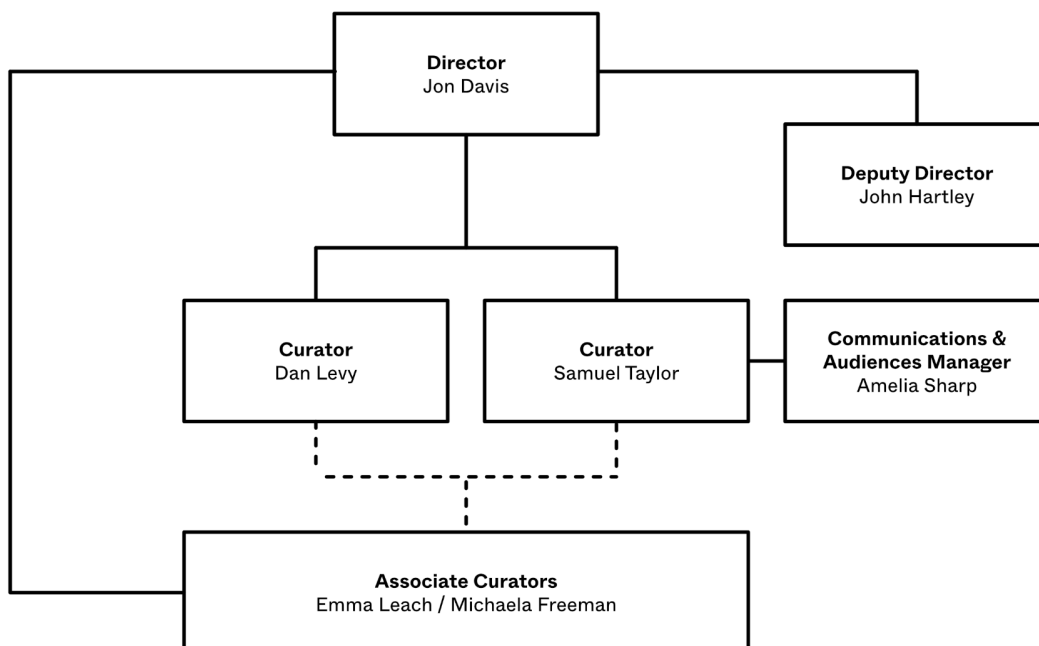 Director
Jon Davis
Deputy Director
John Hartley
Curator
Dan Levy
Curator
Samuel Taylor
Communications &
Audiences Manager
Amelia Sharp
Associate Curators
Emma Leach / Michaela Freeman